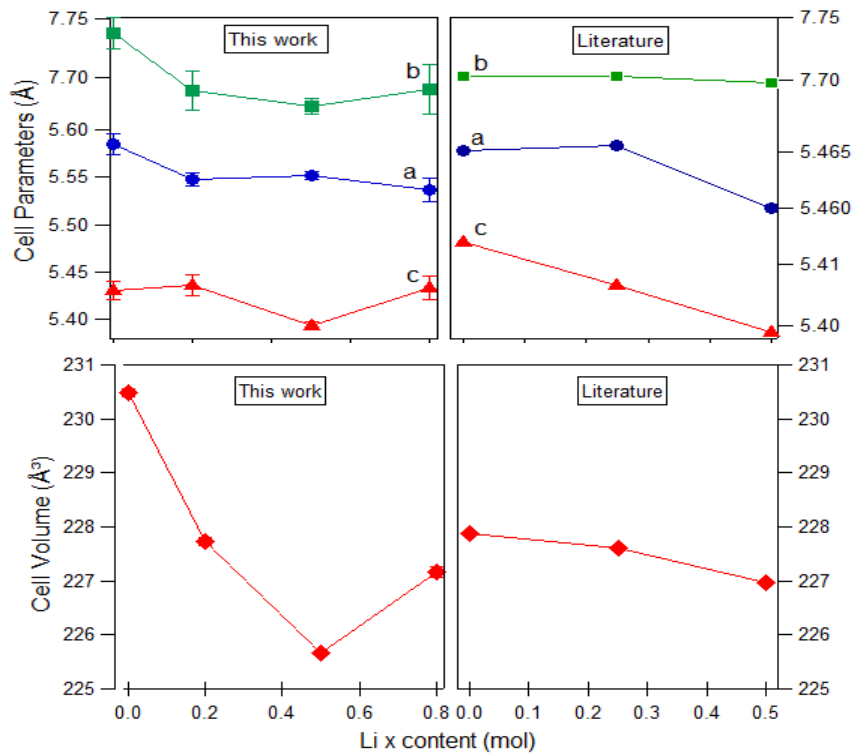 7.75
7.70
5.60
5.55
5.50
5.45
5.40
Cell Parameters (Å)
This work
b
a
c
Literature
b
a
c
7.75
7.70
5.465
5.460
5.41
5.40
231
230
229
228
227
226
225
Cell Volume (Å³)
This work
Literature
231
230
229
228
227
226
225
0.0 0.2 0.4 0.6 0.8
0.0 0.1 0.2 0.3 0.4 0.5
Li x content (mol)